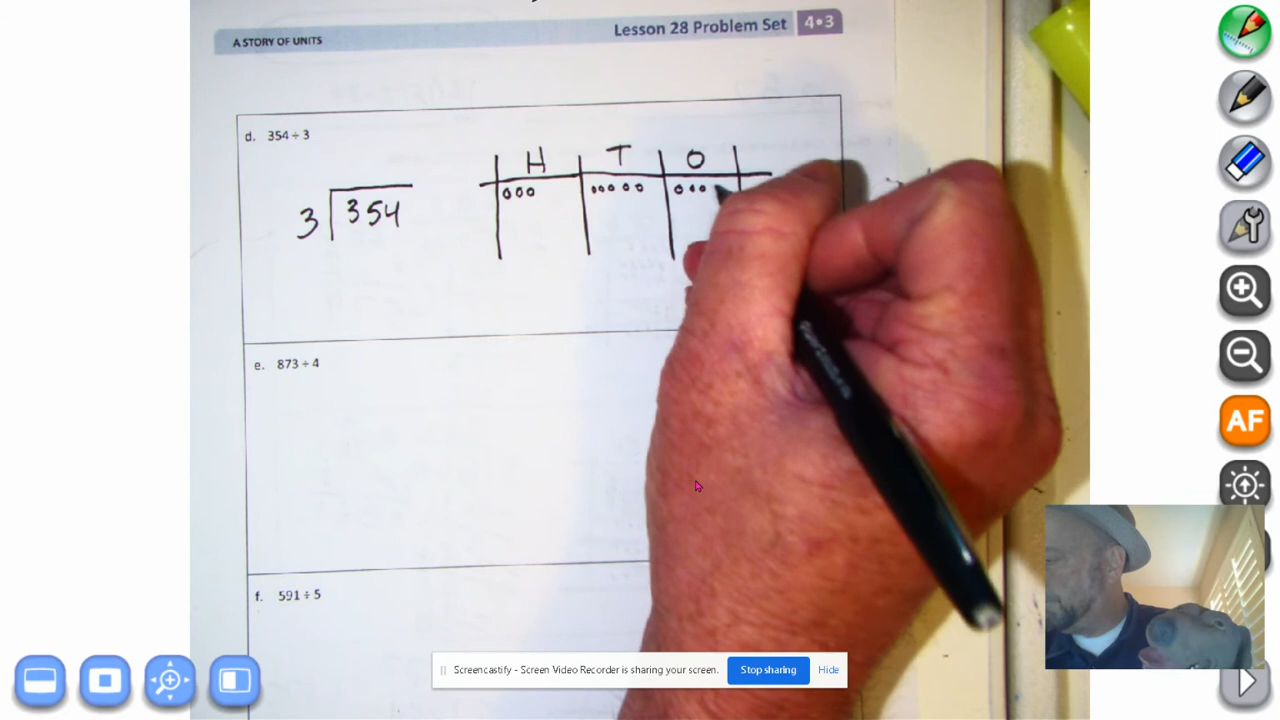 A STORY OF UNITS
Lesson 28 Problem Set 4•3
d. 354 ÷ 3
H T O
3 354
e. 873 ÷ 4
f. 591 ÷ 5
AF
Screencastify - Screen Video Recorder is sharing your screen. Stop sharing Hide